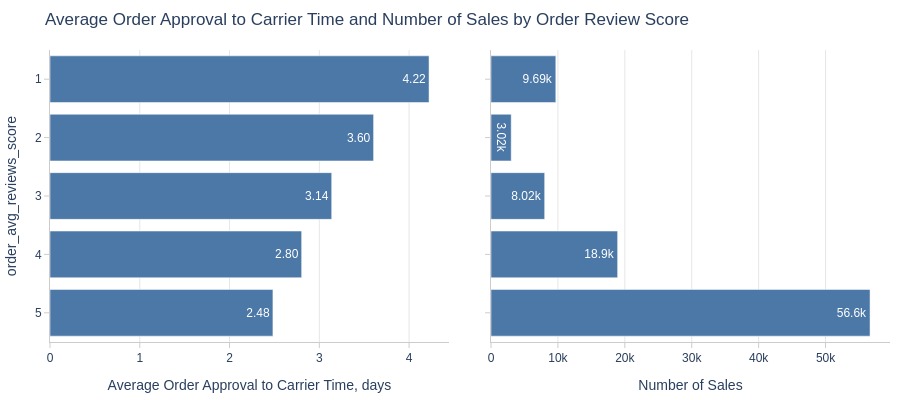 Average Order Approval to Carrier Time and Number of Sales by Order Review Score
order_avg_reviews_score
1
4.22
9.69k
2
3.60
3.02k
3
3.14
8.02k
4
2.80
18.9k
5
2.48
56.6k
0 1 2 3 4
0 10k 20k 30k 40k 50k
Average Order Approval to Carrier Time, days
Number of Sales